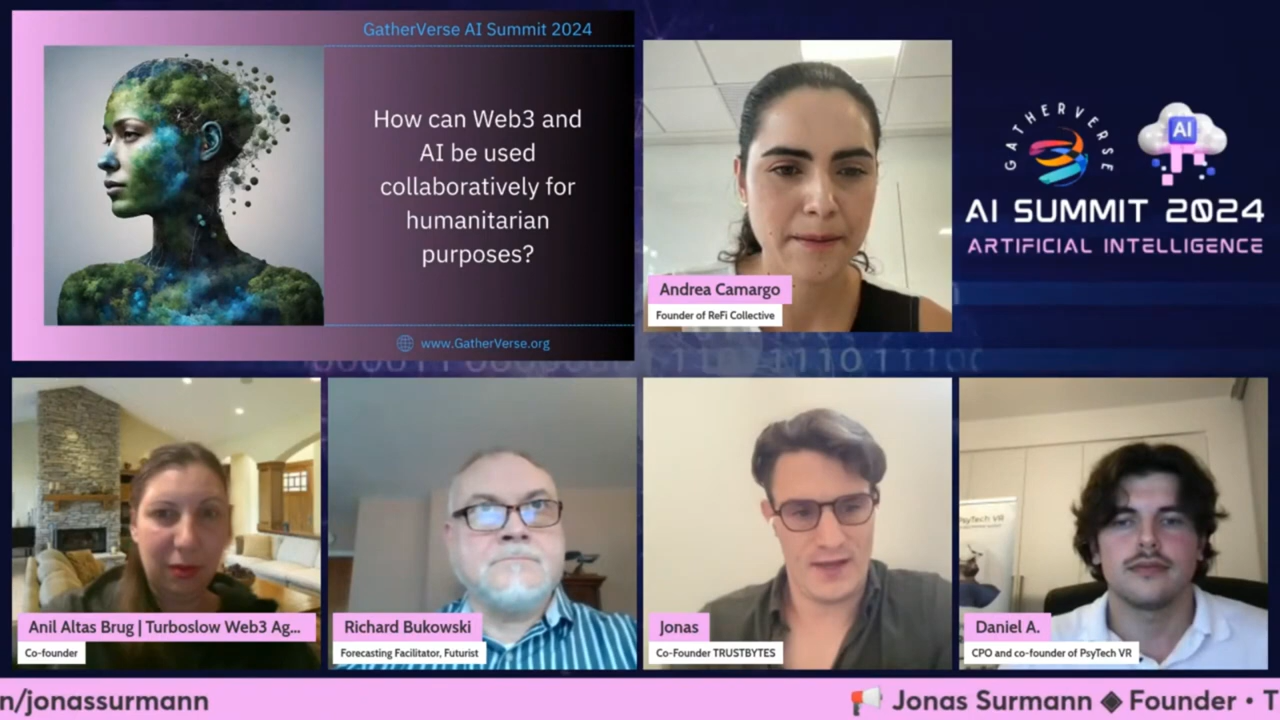 GatherVerse AI Summit 2024
How can Web3 and
AI be used
collaboratively for
humanitarian
purposes?
www.GatherVerse.org
Andrea Camargo
Founder of ReFi Collective
GATHERVERSE
AI
AI SUMMIT 2024
ARTIFICIAL INTELLIGENCE
Anil Altas Brug | Turboslow Web3 Ag...
Co-founder
Richard Bukowski
Forecasting Facilitator, Futurist
Jonas
Co-Founder TRUSTBYTES
PsyTech VR
Daniel A.
CPO and co-founder of PsyTech VR
n/jonassurmann
Jonas Surmann ◈ Founder • T